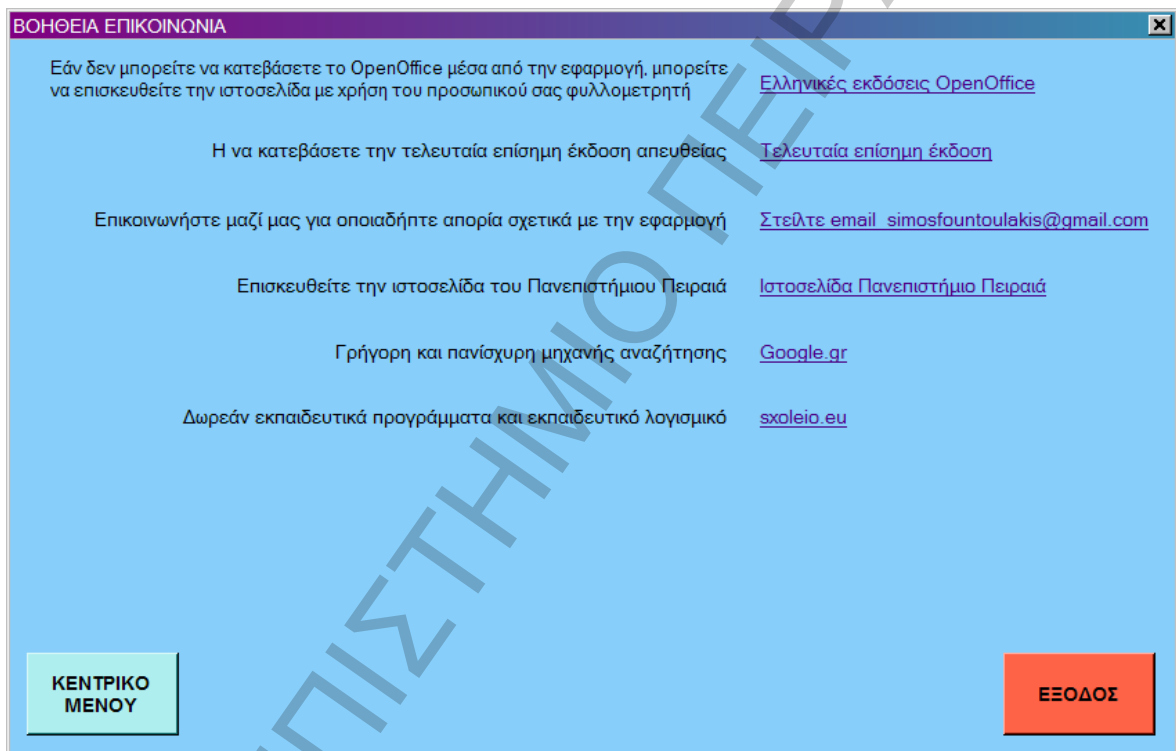 ΒΟΗΘΕΙΑ ΕΠΙΚΟΙΝΩΝΙΑ
Εάν δεν μπορείτε να κατεβάσετε το OpenOffice μέσα από την εφαρμογή, μπορείτε
να επισκευθείτε την ιστοσελίδα με χρήση του προσωπικού σας φυλλομετρητή
Ελληνικές εκδόσεις OpenOffice
Η να κατεβάσετε την τελευταία επίσημη έκδοση απευθείας Τελευταία επίσημη έκδοση
Επικοινωνήστε μαζί μας για οποιαδήπτε απορία σχετικά με την εφαρμογή Στείλτε email simosfountoulakis@gmail.com
Επισκευθείτε την ιστοσελίδα του Πανεπιστήμιου Πειραιά Ιστοσελίδα Πανεπιστήμιο Πειραιά
Γρήγορη και πανίσχυρη μηχανής αναζήτησης Google.gr
Δωρεάν εκπαιδευτικά προγράμματα και εκπαιδευτικό λογισμικό sxoleio.eu
ΚΕΝΤΡΙΚΟ
ΜΕΝΟΥ
ΕΞΟΔΟΣ